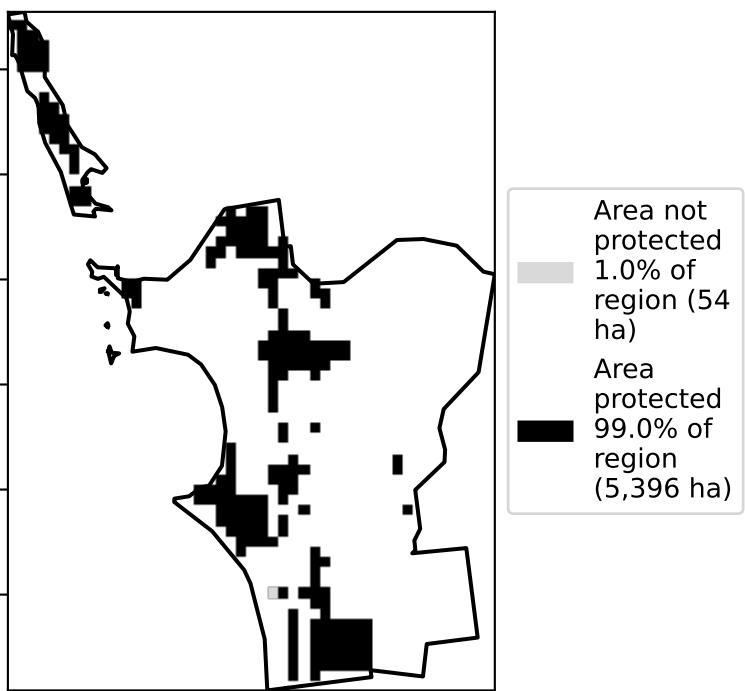 Area not
protected
1.0% of
region (54
ha)
Area
protected
99.0% of
region
(5,396 ha)